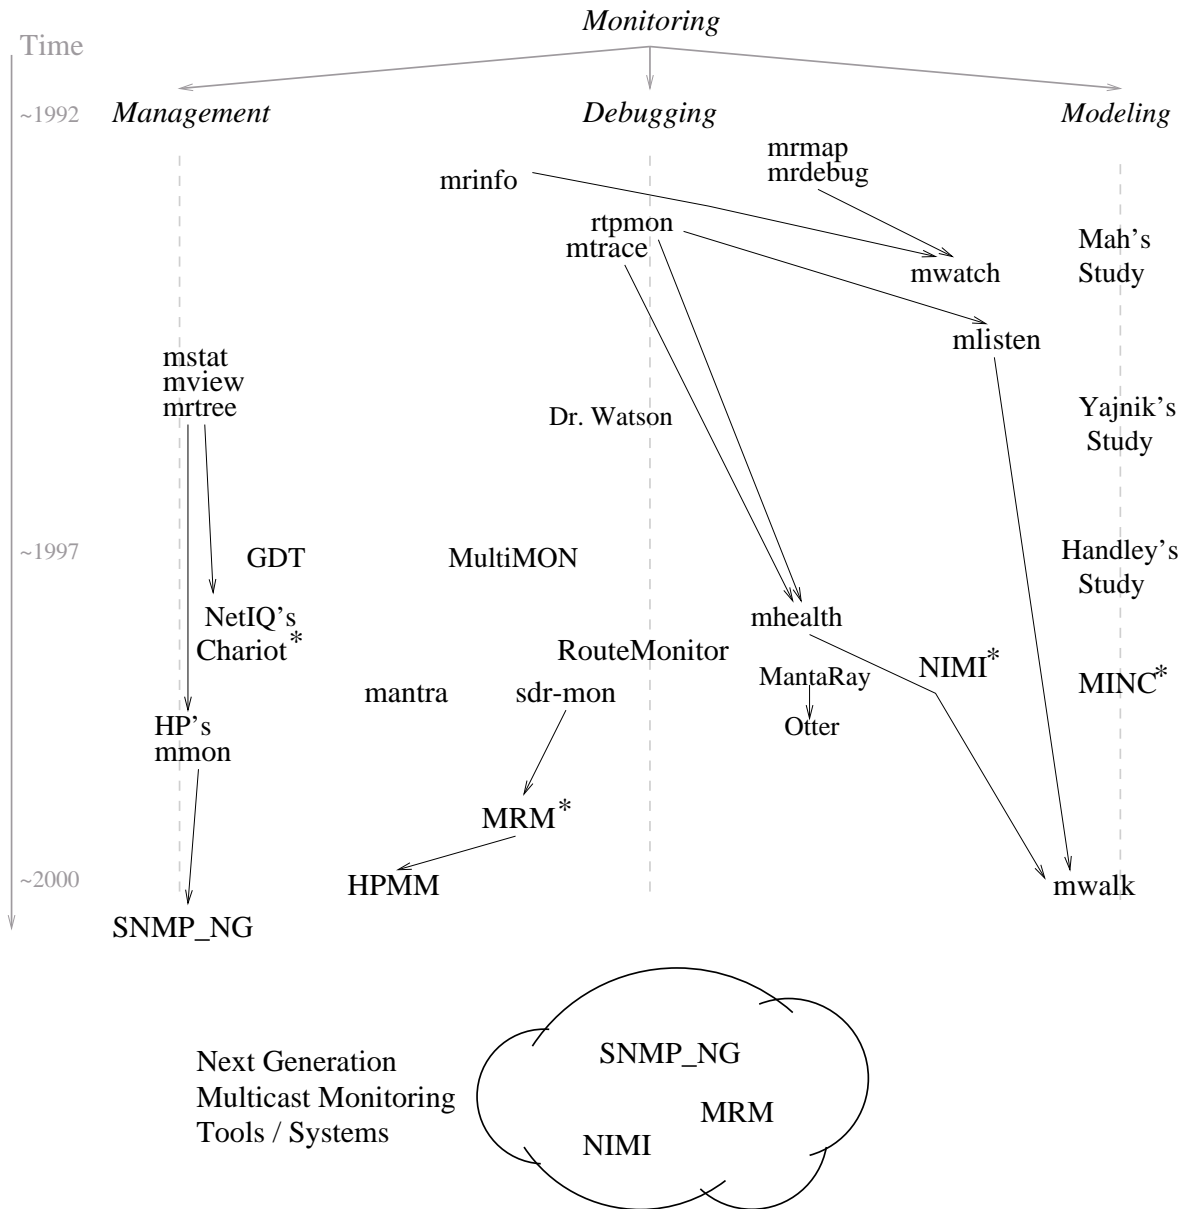 Monitoring
Time
~1992
Management
Debugging
Modeling
mrmap
mrdebug
mrinfo
rtpmon
mtrace
Mah's
Study
mwatch
mlisten
mstat
mview
mrtree
Dr. Watson
Yajnik's
Study
~1997
GDT
MultiMON
Handley's
Study
NetIQ's
Chariot*
mhealth
RouteMonitor
MantaRay
NIMI*
MINC*
mantra
sdr-mon
Otter
HP's
mmon
MRM*
~2000
HPMM
mwalk
SNMP_NG
Next Generation
Multicast Monitoring
Tools / Systems
SNMP_NG
MRM
NIMI